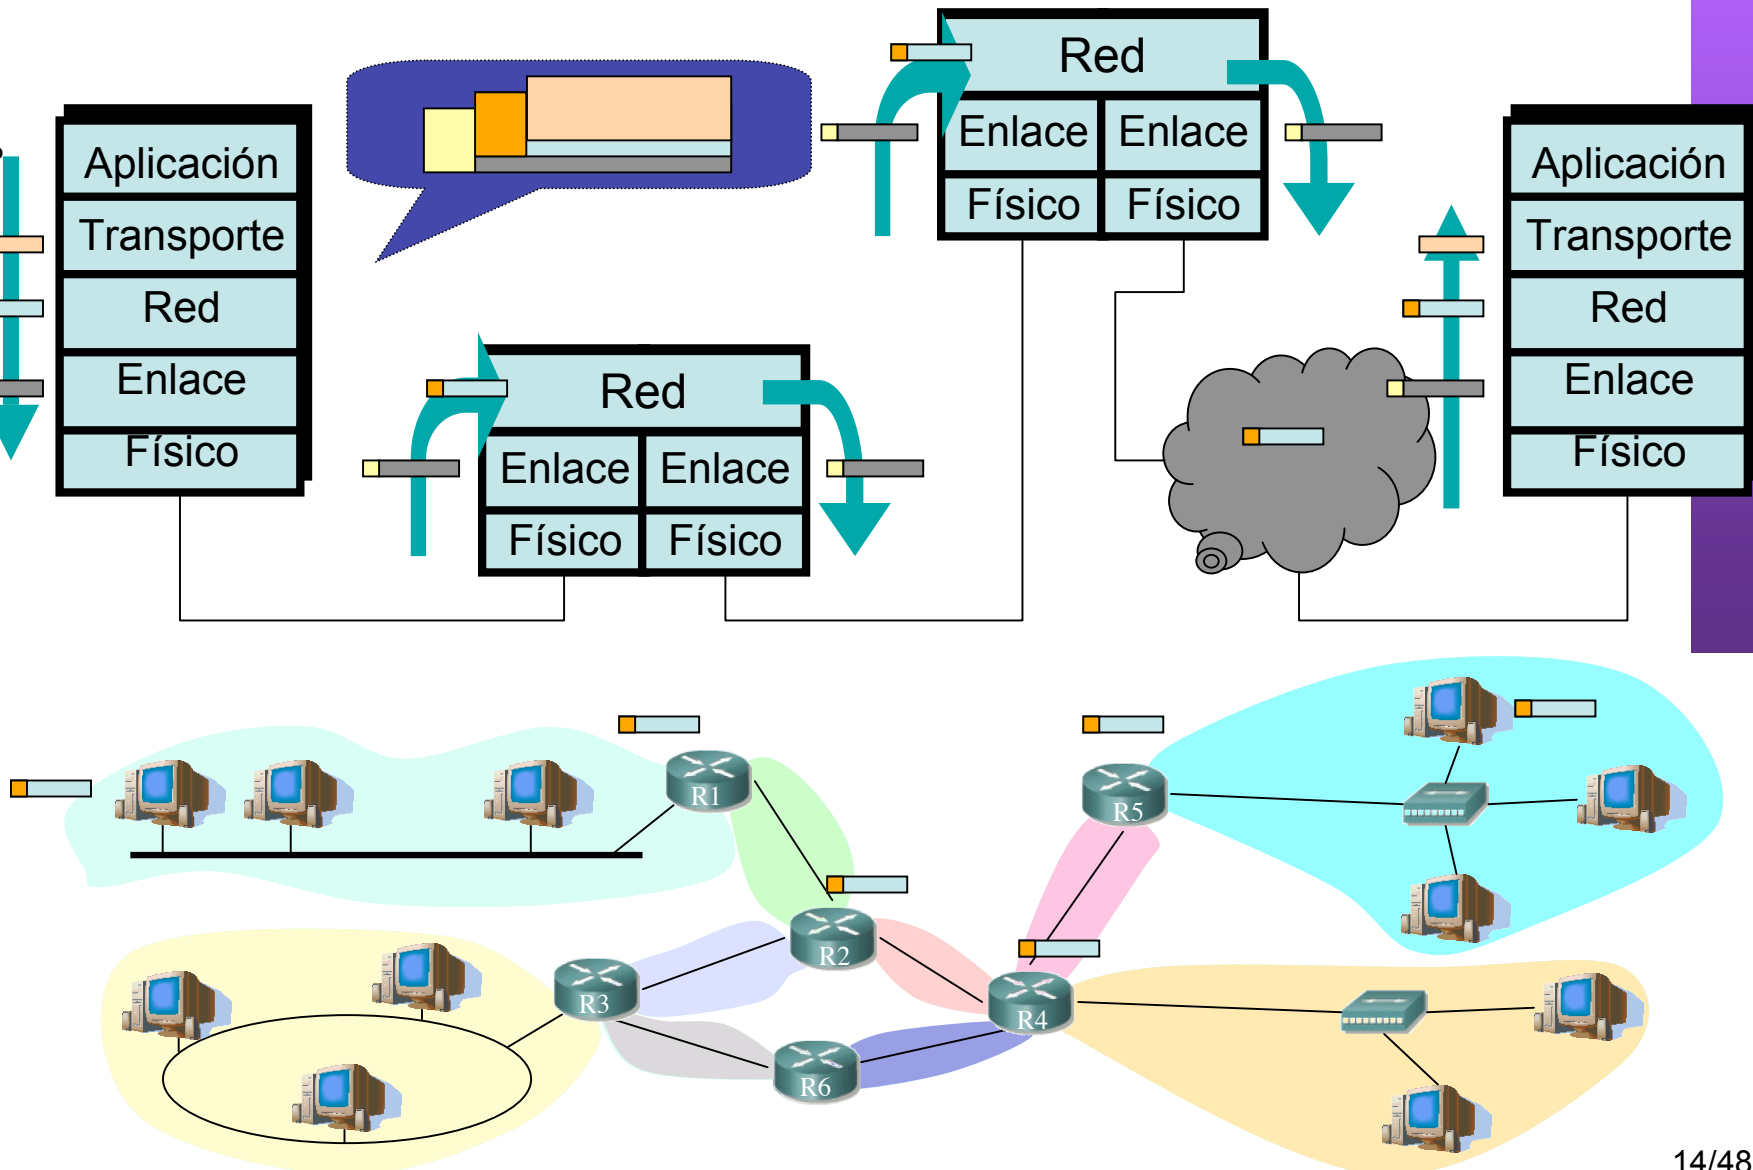 Aplicación
Transporte
Red
Enlace
Físico
Red
Enlace Enlace
Físico Físico
Red
Enlace Enlace
Físico Físico
Aplicación
Transporte
Red
Enlace
Físico
R1
R5
R2
R3
R4
R6
14/48